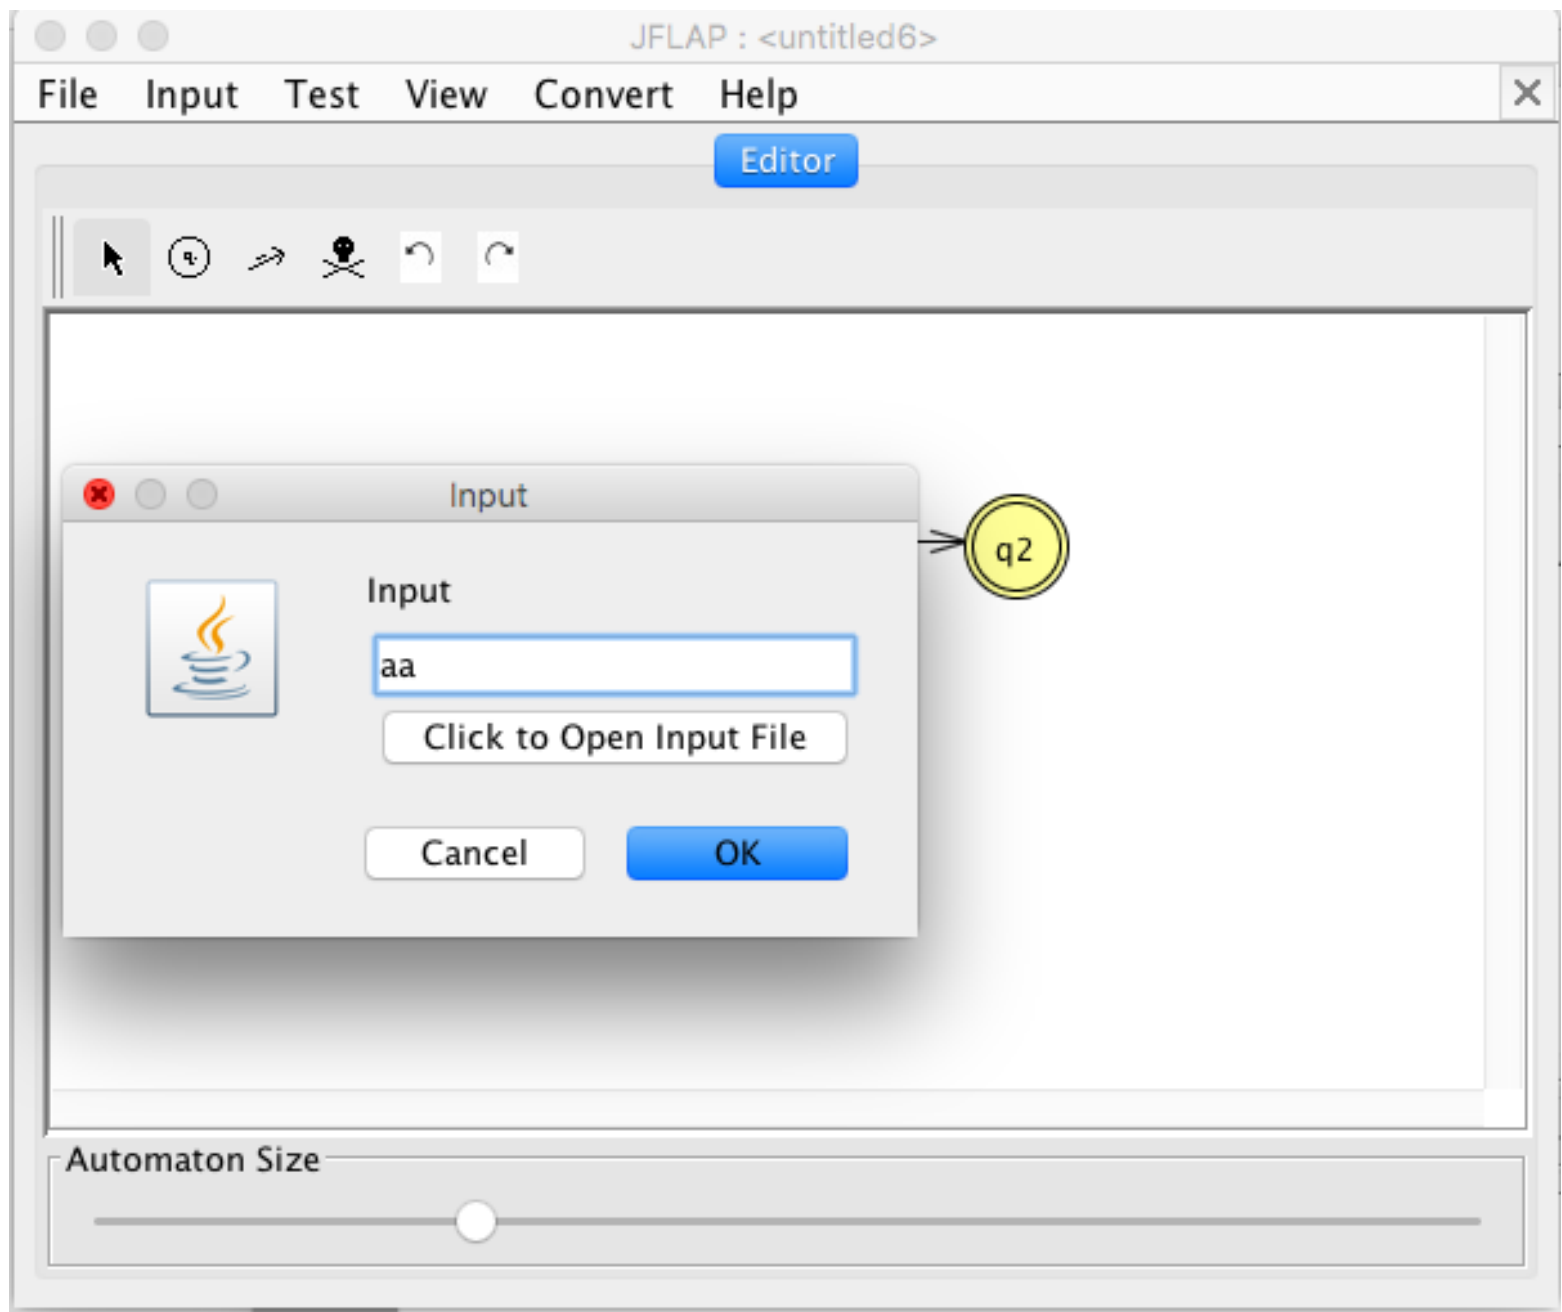 JFLAP : <untitled6>
File Input Test View Convert Help
Editor
q
Input
q2
Input
aa
Click to Open Input File
Cancel OK
Automaton Size